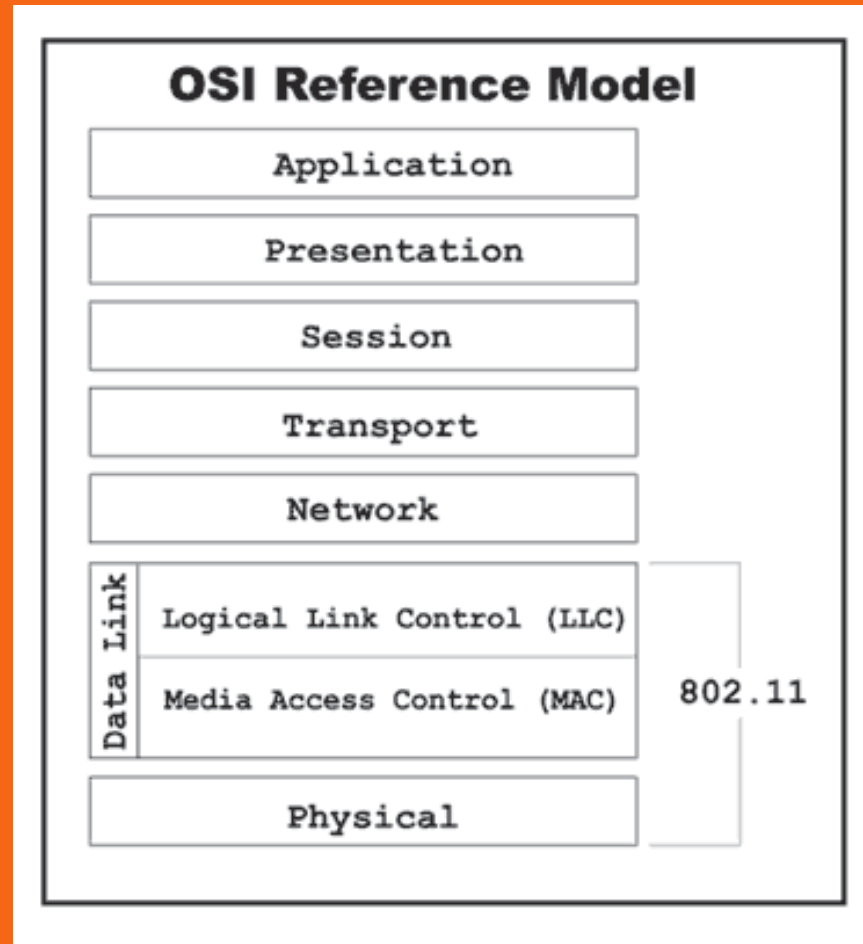 OSI Reference Model
Application
Presentation
Session
Transport
Network
Data Link
Logical Link Control (LLC)
Media Access Control (MAC)
802.11
Physical